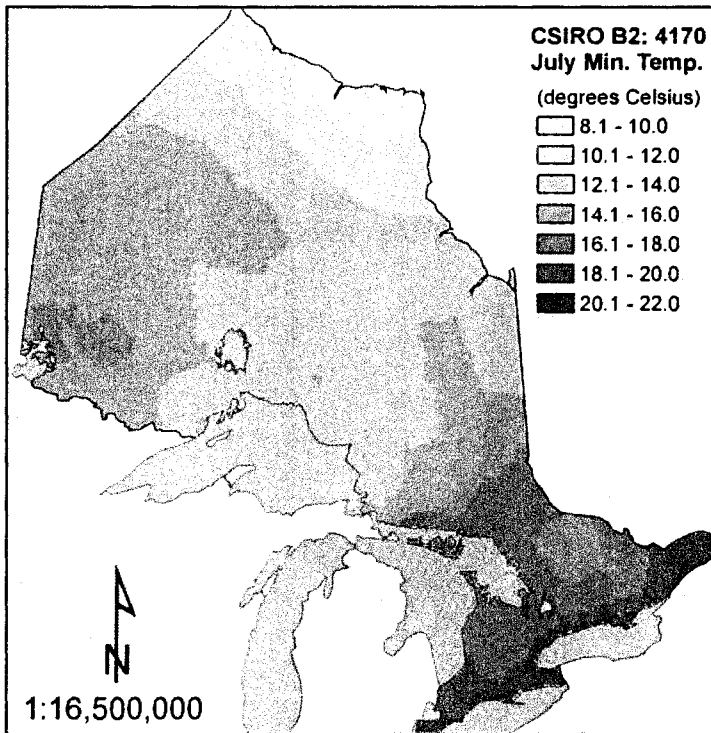 CSIRO B2: 4170
July Min. Temp.
(degrees Celsius)
8.1 - 10.0
10.1 - 12.0
12.1 - 14.0
14.1 - 16.0
16.1 - 18.0
18.1 - 20.0
20.1 - 22.0
N
1:16,500,000